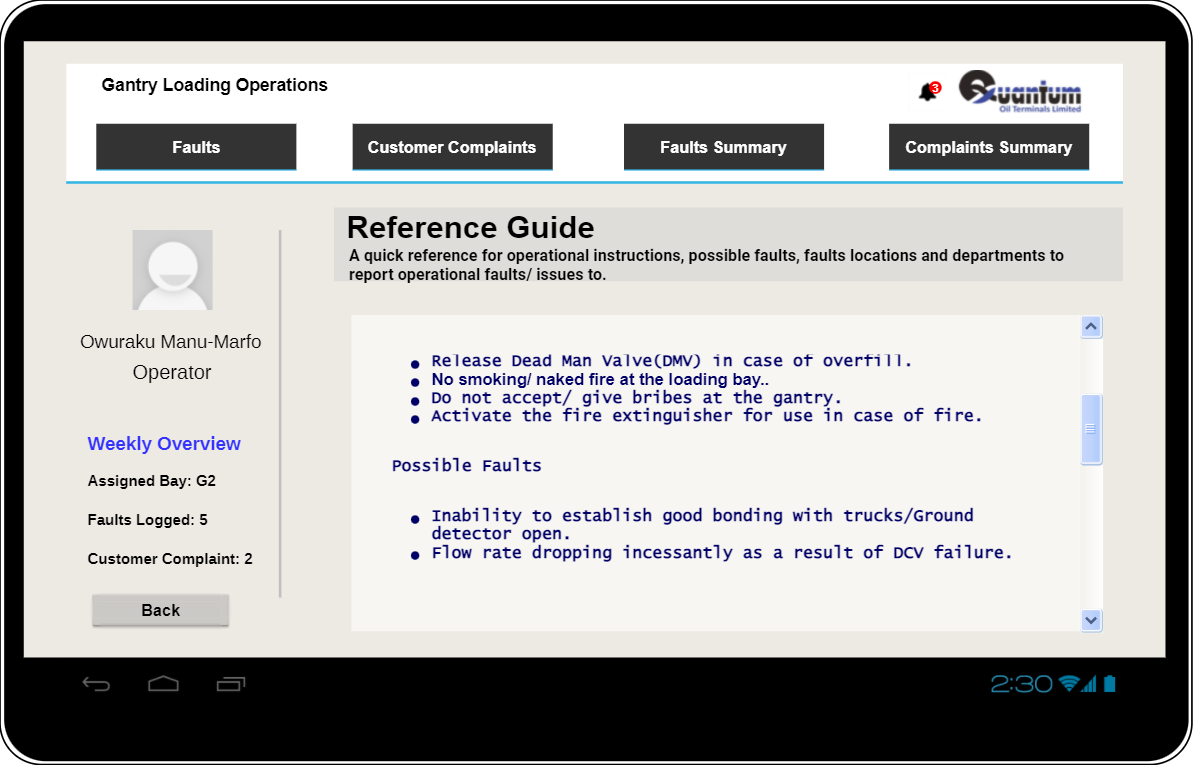 Gantry Loading Operations
3
Quantum
Oil Terminals Limited
Faults
Customer Complaints
Faults Summary
Complaints Summary
Reference Guide
A quick reference for operational instructions, possible faults, faults locations and departments to
report operational faults/ issues to.
Owuraku Manu-Marfo
Operator
Weekly Overview
Assigned Bay: G2
Faults Logged: 5
Customer Complaint: 2
Back
• Release Dead Man Valve(DMV) in case of overfill.
• No smoking/ naked fire at the loading bay..
• Do not accept/ give bribes at the gantry.
• Activate the fire extinguisher for use in case of fire.
Possible Faults
• Inability to establish good bonding with trucks/Ground
detector open.
• Flow rate dropping incessantly as a result of DCV failure.
2:30